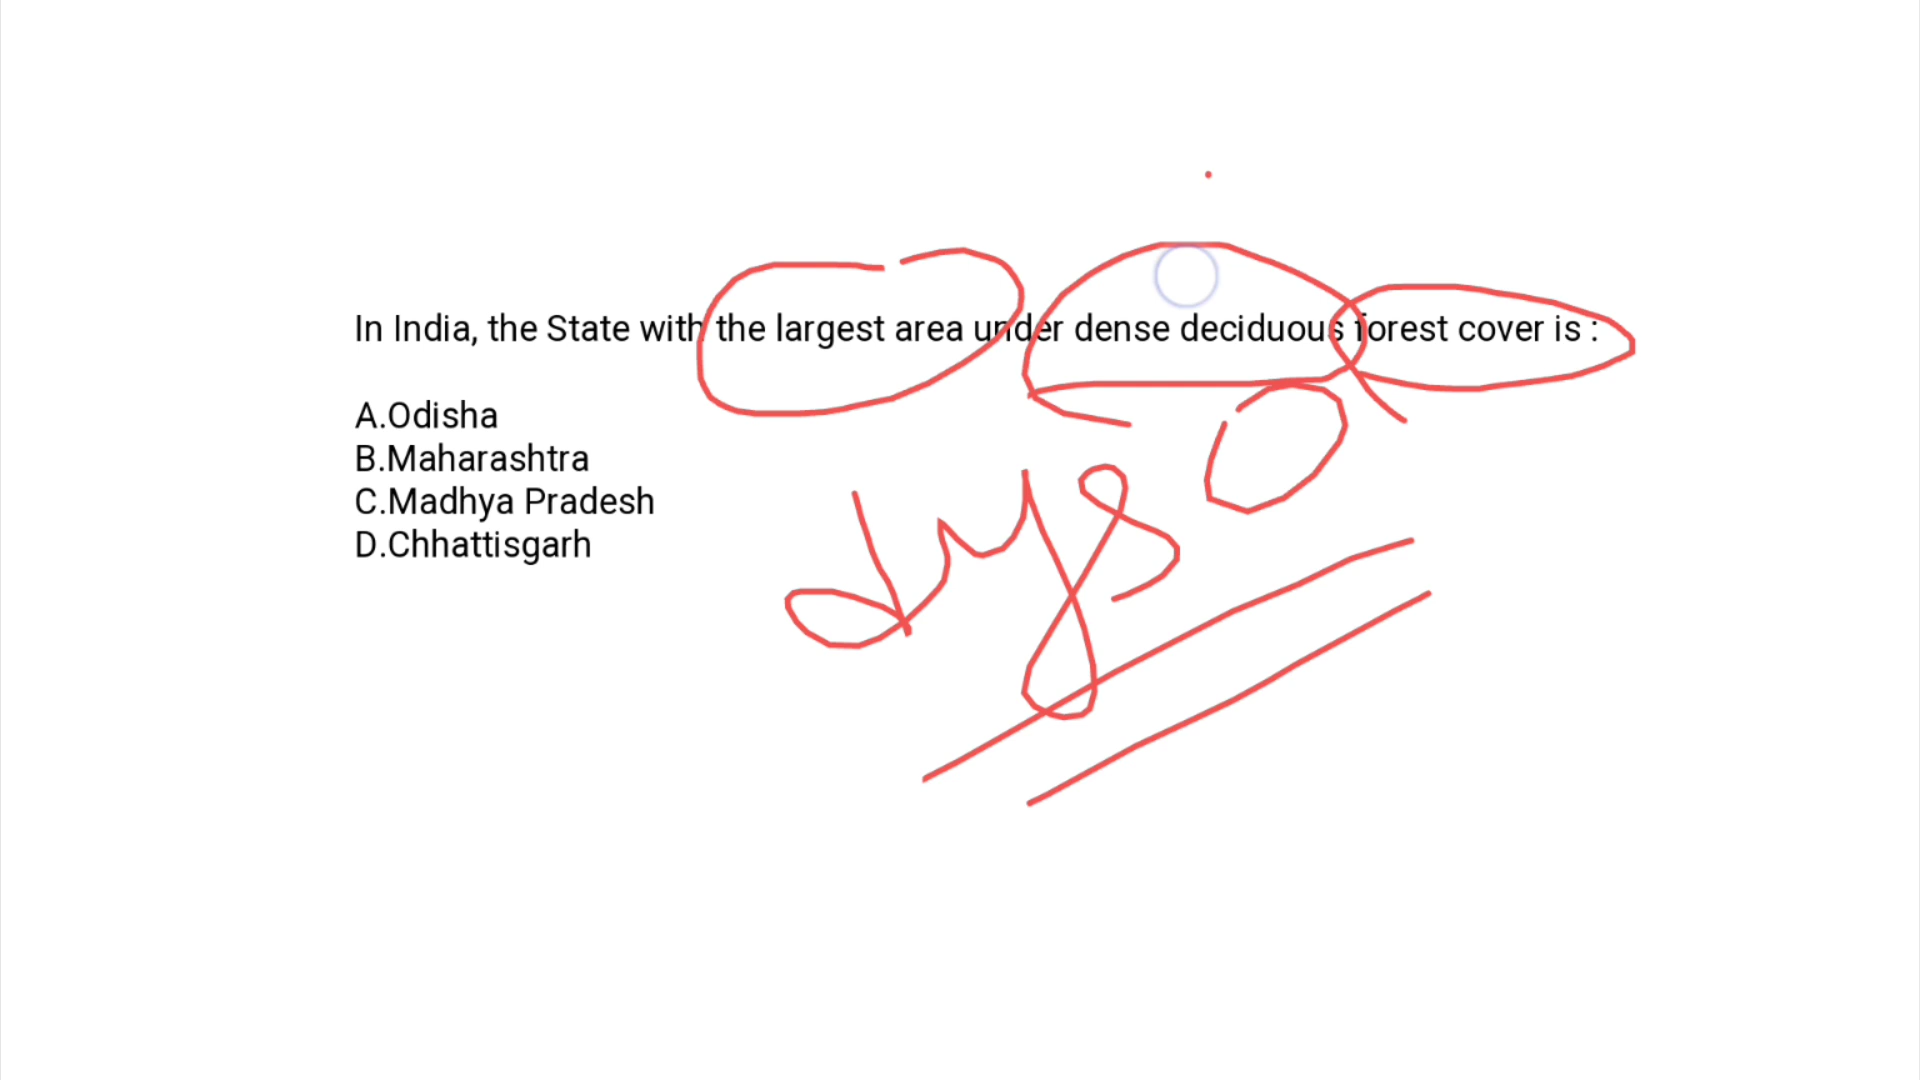 In India, the State with the largest area under dense deciduous forest cover is :
A.Odisha
B.Maharashtra
C.Madhya Pradesh
D.Chhattisgarh